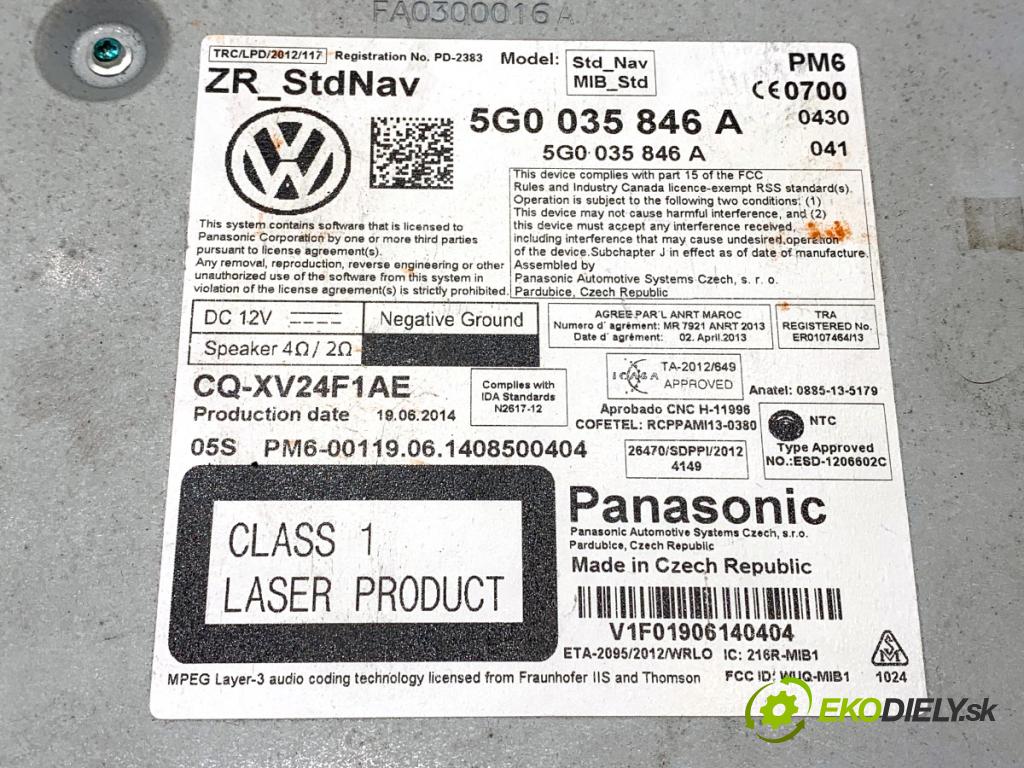 FA0300016 A
TRC/LPD/2012/117 Registration No. PD-2383 Model: Std_Nav PM6
MIB_Std
ZR_StdNav CE0700
5G0 035 846 A 0430
5G0 035 846 A 041
This device complies with part 15 of the FCC
Rules and Industry Canada licence-exempt RSS standard(s).
Operation is subject to the following two conditions: (1)
This device may not cause harmful interference, and (2)
this device must accept any interference received,
including interference that may cause undesired operation
of the device.Subchapter J in effect as of date of manufacture.
Assembled by
Panasonic Automotive Systems Czech, s. r. o.
Pardubice, Czech Republic
This system contains software that is licensed to
Panasonic Corporation by one or more third parties
pursuant to license agreement(s).
Any removal, reproduction, reverse engineering or other
unauthorized use of the software from this system in
violation of the license agreement(s) is strictly prohibited.
DC 12V Negative Ground
Speaker 4Ω/2Ω
AGREE PAR L ANRT MAROC
Numero d´agrément: MR 7921 ANRT 2013
Date d´agrément: 02. April.2013
TRA
REGISTERED No.
ER0107464/13
CQ-XV24F1AE
Production date 19.06.2014
Complies with
IDA Standards
N2617-12
ICASA TA-2012/649
APPROVED
Anatel: 0885-13-5179
Aprobado CNC H-11996
COFETEL: RCPPAMI13-0380
NTC
Type Approved
NO.:ESD-1206602C
05S PM6-00119.06.1408500404
26470/SDPPI/2012
4149
CLASS 1
LASER PRODUCT
Panasonic
Panasonic Automotive Systems Czech, s.r.o.
Pardubice, Czech Republic
Made in Czech Republic
V1F01906140404
ETA-2095/2012/WRLO IC: 216R-MIB1
MPEG Layer-3 audio coding technology licensed from Fraunhofer IIS and Thomson FCC ID: WUQ-MIB1 1024
EKODIELY.sk